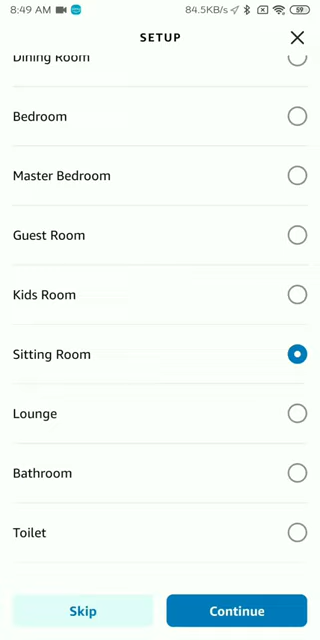 8:49 AM 84.5KB/s 59
SETUP
Dining Room
Bedroom
Master Bedroom
Guest Room
Kids Room
Sitting Room
Lounge
Bathroom
Toilet
Skip Continue